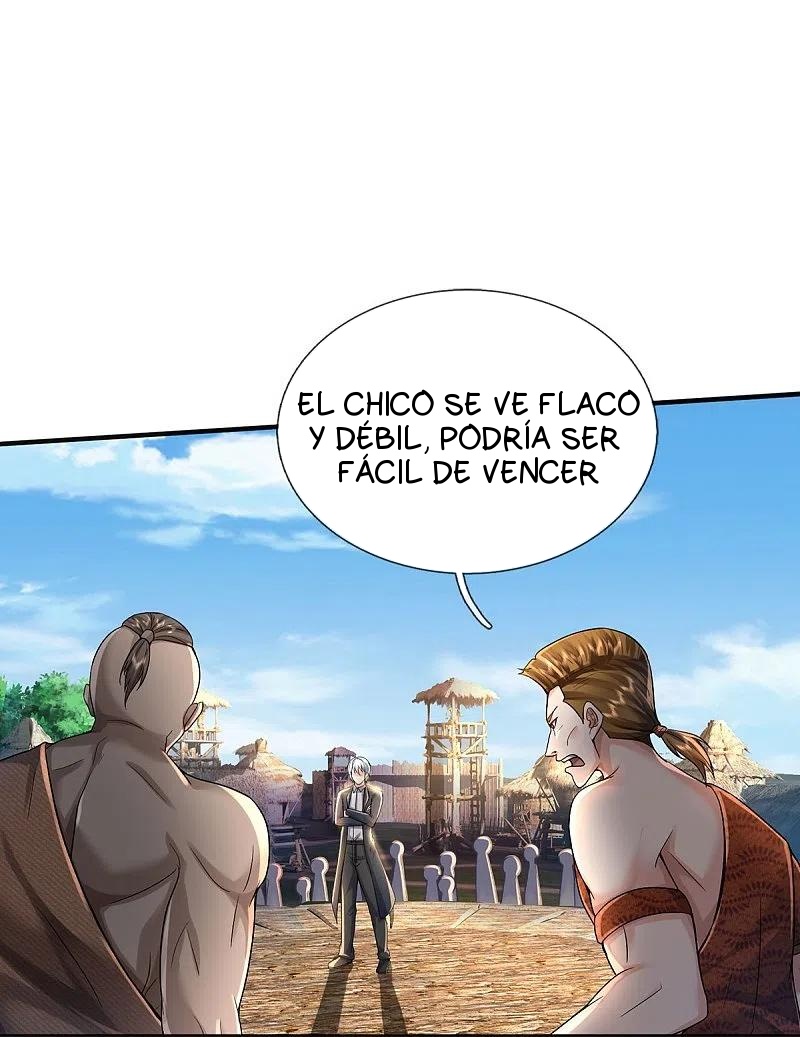 EL CHICO SE VE FLACO
Y DÉBIL, PODRÍA SER
FÁCIL DE VENCER